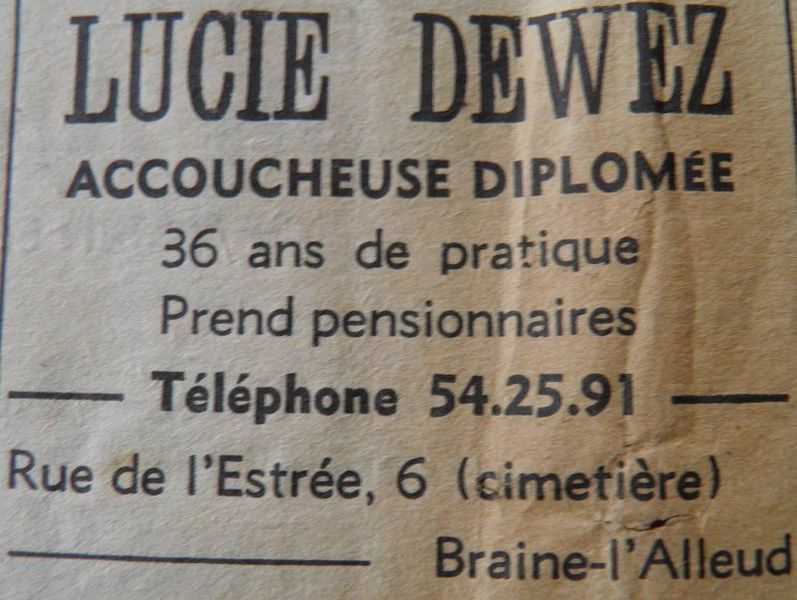 LUCIE DEWEZ
ACCOUCHEUSE DIPLOMÉE
36 ans de pratique
Prend pensionnaires
Téléphone 54.25.91
Rue de l'Estrée, 6 (cimetière)
Braine-l'Alleud